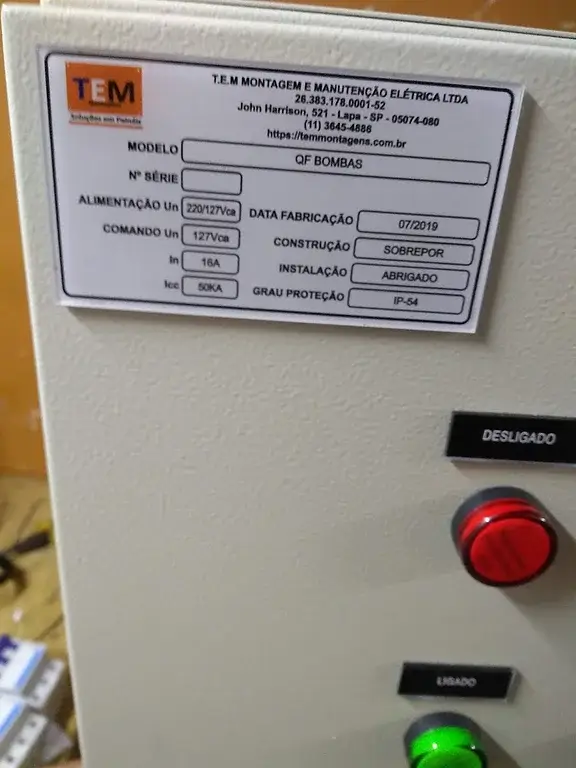 TEM
Soluções em Painéis
T.E.M MONTAGEM E MANUTENÇÃO ELÉTRICA LTDA
26.383.178.0001-52
John Harrison, 521 - Lapa - SP - 05074-080
(11) 3645-4886
https://temmontagens.com.br
MODELO QF BOMBAS
Nº SÉRIE
ALIMENTAÇÃO Un 220/127Vca
COMANDO Un 127Vca
In 16A
Icc 50KA
DATA FABRICAÇÃO 07/2019
CONSTRUÇÃO SOBREPOR
INSTALAÇÃO ABRIGADO
GRAU PROTEÇÃO IP-54
DESLIGADO
LIGADO